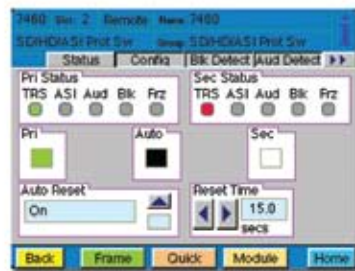 7460 Slot: 2 Remote Name 7460
SD/HD/ASI Prot Sw Group SD/HD/ASI Prot Sw
Status Config Blk Detect Aud Detect
Pri Status Sec Status
TRS ASI Aud Blk Frz TRS ASI Aud Blk Frz
Pri Auto Sec
Auto Reset Reset Time
On 15.0
secs
Back Frame Quick Module Home